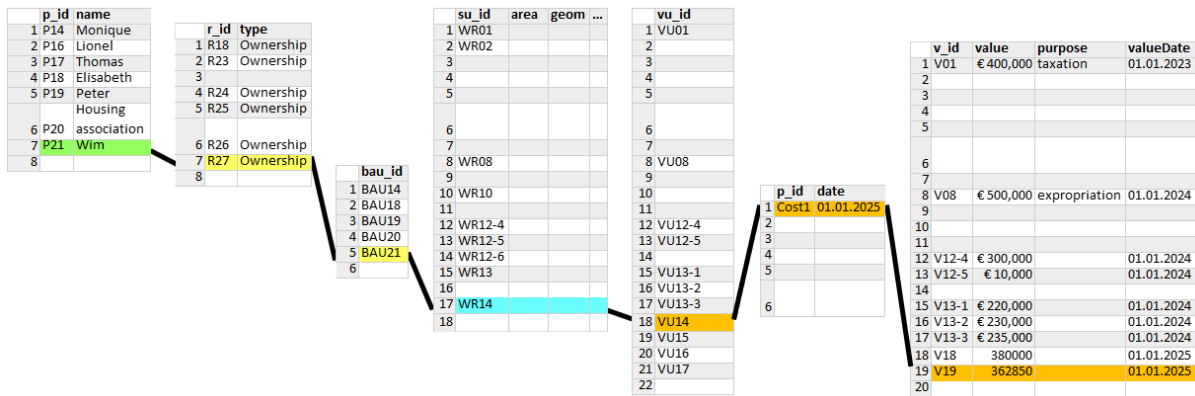 p_id name
1 P14 Monique
2 P16 Lionel
3 P17 Thomas
4 P18 Elisabeth
5 P19 Peter
Housing
6 P20 association
7 P21 Wim
8
r_id type
1 R18 Ownership
2 R23 Ownership
3
4 R24 Ownership
5 R25 Ownership
6 R26 Ownership
7 R27 Ownership
8
bau_id
1 BAU14
2 BAU18
3 BAU19
4 BAU20
5 BAU21
6
su_id area geom ...
1 WR01
2 WR02
3
4
5
6
7
8 WR08
9
10 WR10
11
12 WR12-4
13 WR12-5
14 WR12-6
15 WR13
16
17 WR14
18
vu_id
1 VU01
2
3
4
5
6
7
8 VU08
9
10
11
12 VU12-4
13 VU12-5
14
15 VU13-1
16 VU13-2
17 VU13-3
18 VU14
19 VU15
20 VU16
21 VU17
22
p_id date
1 Cost1 01.01.2025
2
3
4
5
6
v_id value purpose valueDate
1 V01 € 400,000 taxation 01.01.2023
2
3
4
5
6
7
8 V08 € 500,000 expropriation 01.01.2024
9
10
11
12 V12-4 € 300,000 01.01.2024
13 V12-5 € 10,000 01.01.2024
14
15 V13-1 € 220,000 01.01.2024
16 V13-2 € 230,000 01.01.2024
17 V13-3 € 235,000 01.01.2024
18 V18 380000 01.01.2025
19 V19 362850 01.01.2025
20